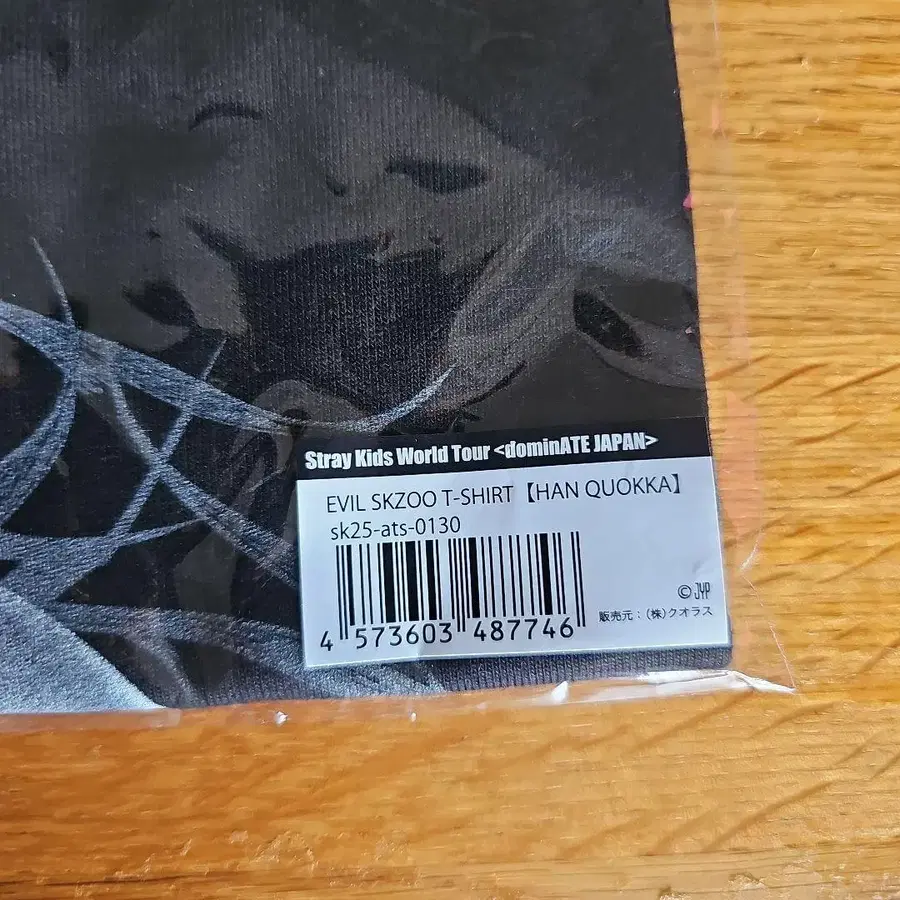 Stray Kids World Tour <dominATE JAPAN>
EVIL SKZOO T-SHIRT【HAN QUOKKA】
sk25-ats-0130
© JYP
販売元：(株)クオラス
4 573603 487746